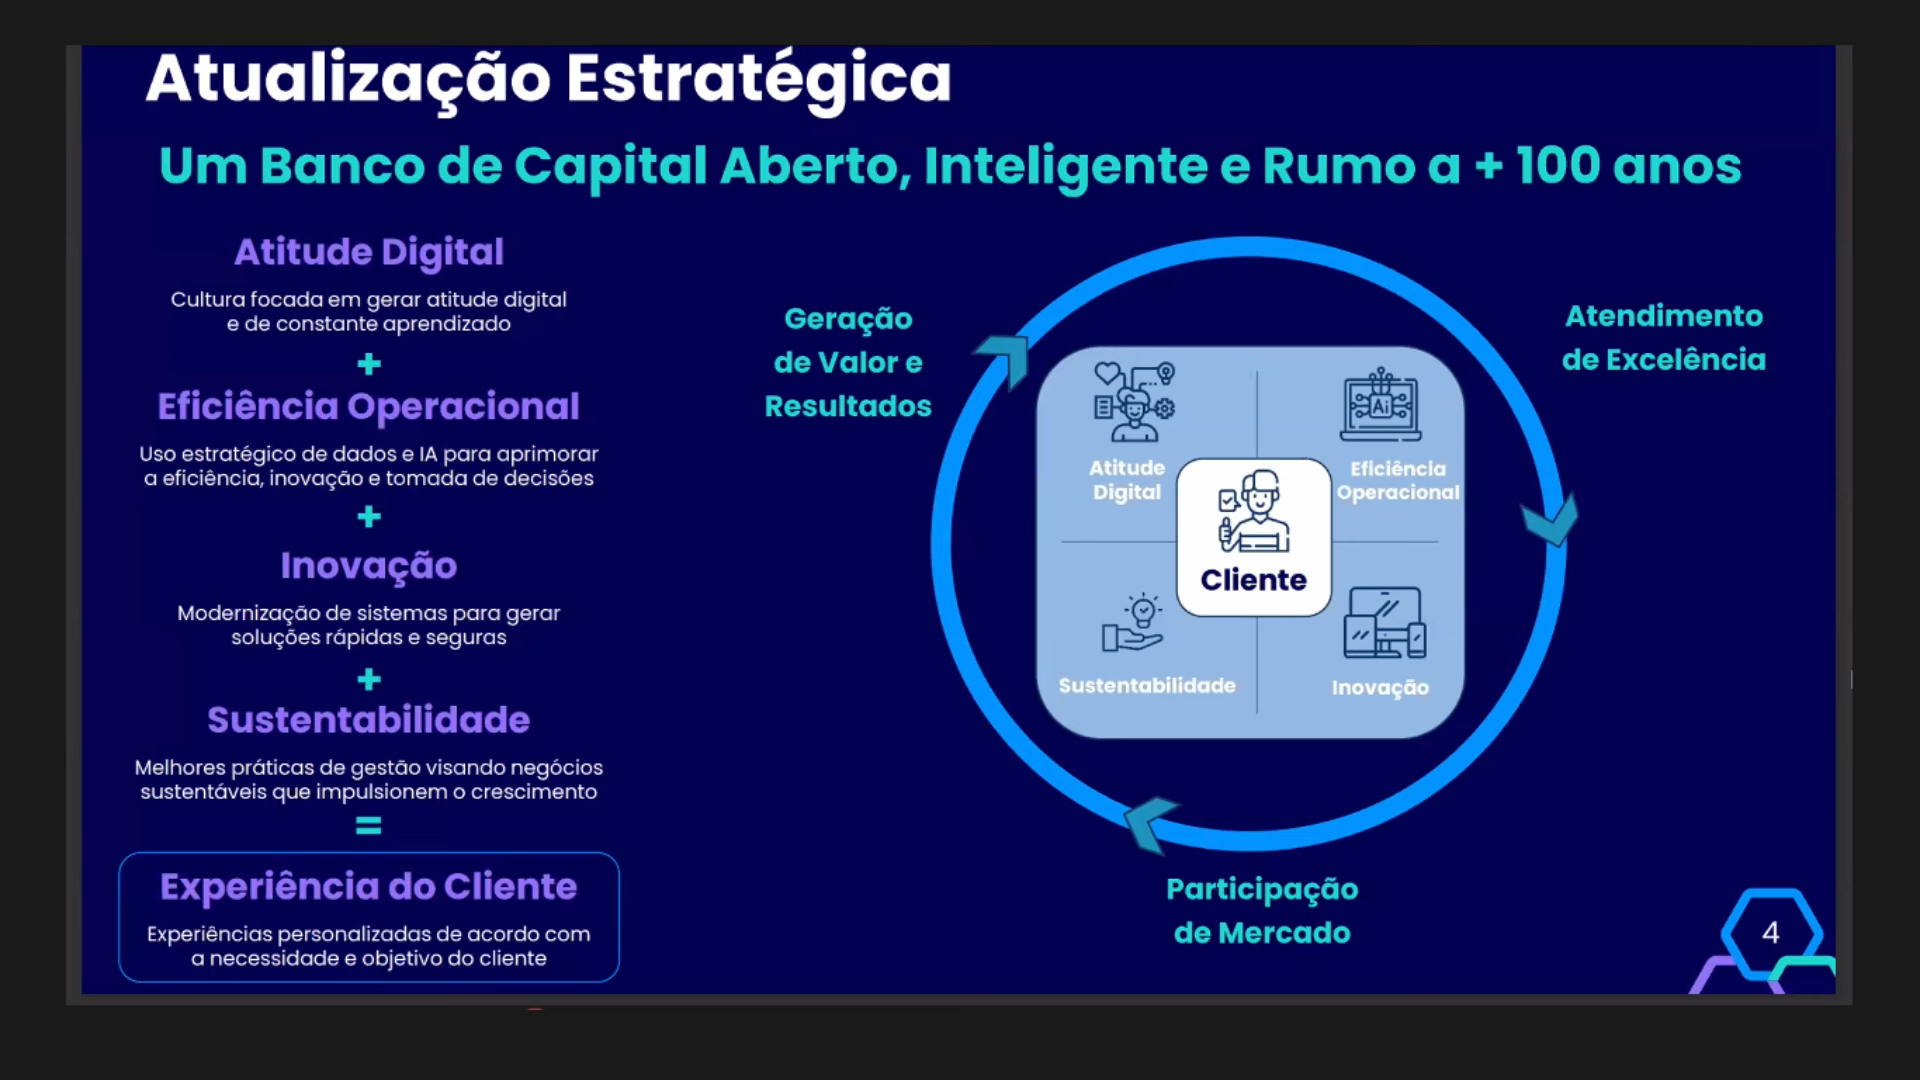 Atualização Estratégica
Um Banco de Capital Aberto, Inteligente e Rumo a + 100 anos
Atitude Digital
Cultura focada em gerar atitude digital
e de constante aprendizado
+
Eficiência Operacional
Uso estratégico de dados e IA para aprimorar
a eficiência, inovação e tomada de decisões
+
Inovação
Modernização de sistemas para gerar
soluções rápidas e seguras
+
Sustentabilidade
Melhores práticas de gestão visando negócios
sustentáveis que impulsionem o crescimento
=
Experiência do Cliente
Experiências personalizadas de acordo com
a necessidade e objetivo do cliente
Geração
de Valor e
Resultados
Atendimento
de Excelência
Participação
de Mercado
Atitude
Digital
Ai
Eficiência
Operacional
Cliente
Sustentabilidade
Inovação
4